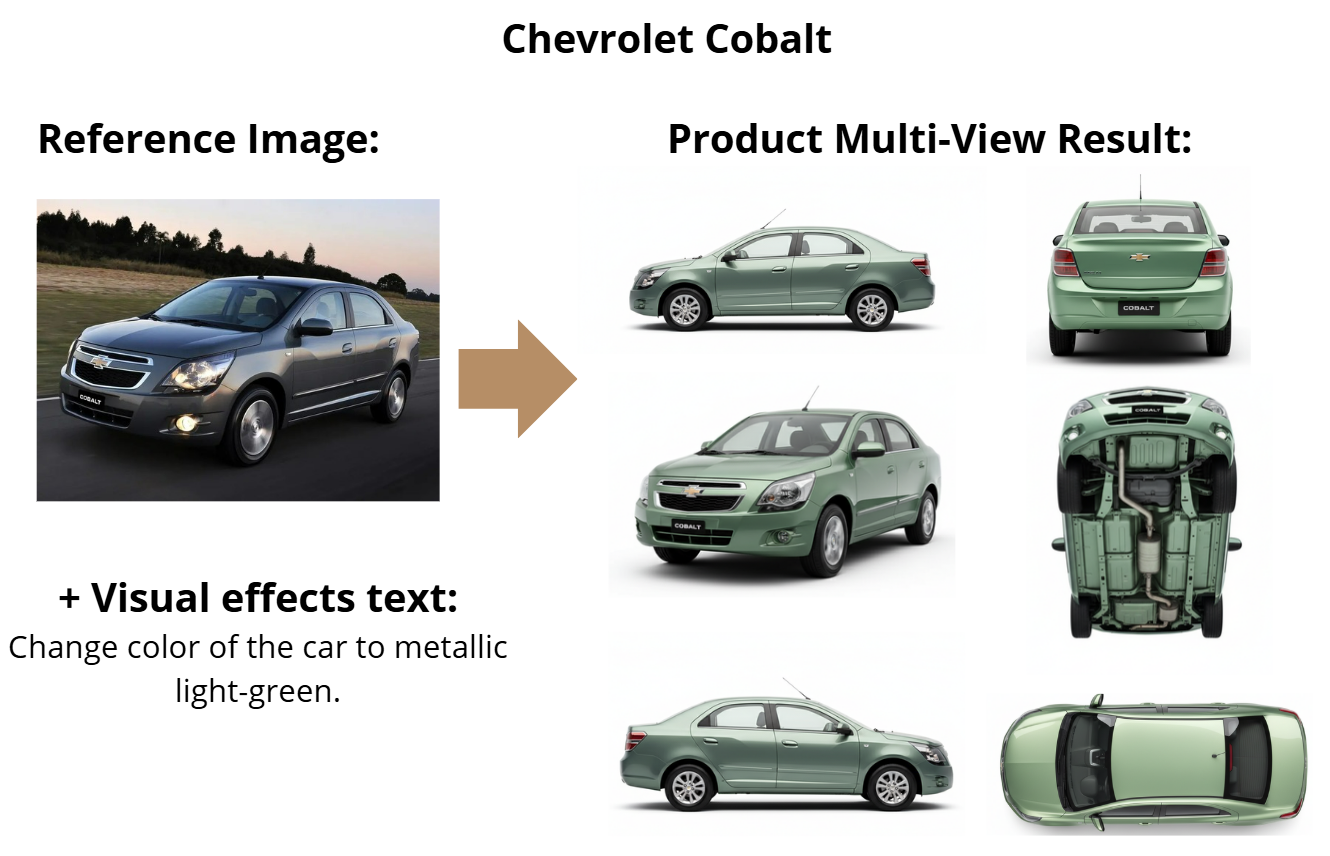 Chevrolet Cobalt
Reference Image:
Product Multi-View Result:
COBALT
COBALT
COBALT
COBALT
+ Visual effects text:
Change color of the car to metallic
light-green.